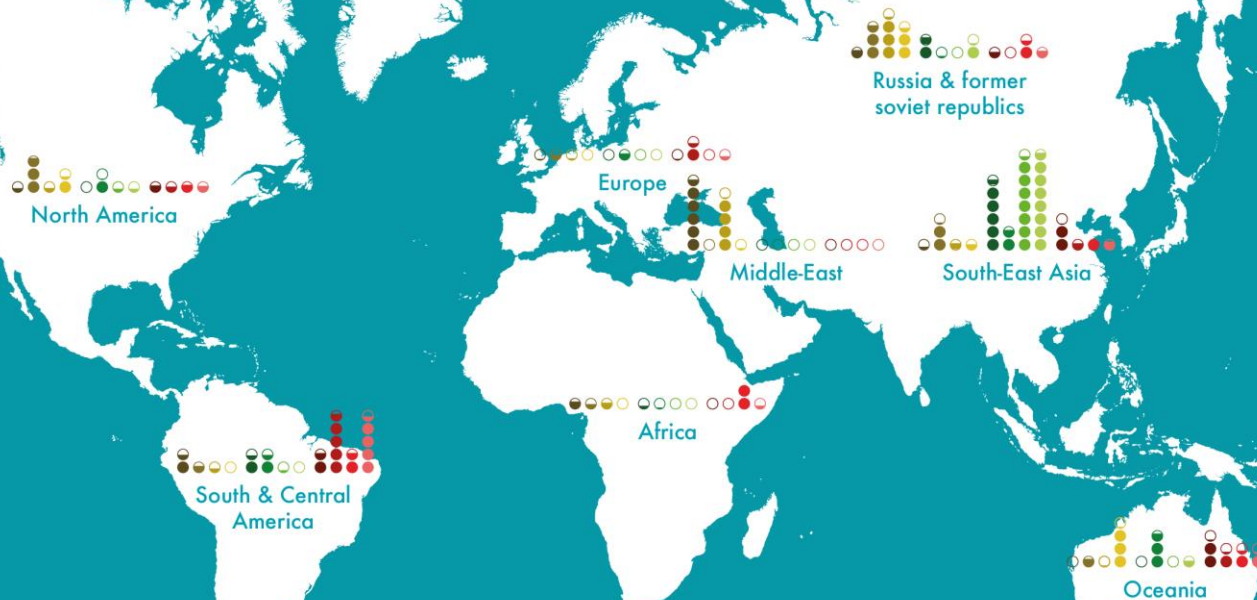 Russia & former
soviet republics
North America
Europe
Middle-East
South-East Asia
Africa
South & Central
America
Oceania